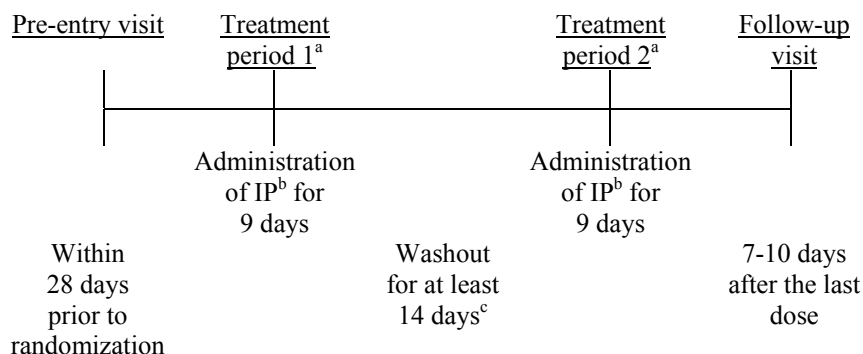 Pre-entry visit
Treatment
period 1a
Treatment
period 2a
Follow-up
visit
Administration
of IPb for
9 days
Administration
of IPb for
9 days
Within
28 days
prior to
randomization
Washout
for at least
14 daysc
7-10 days
after the last
dose